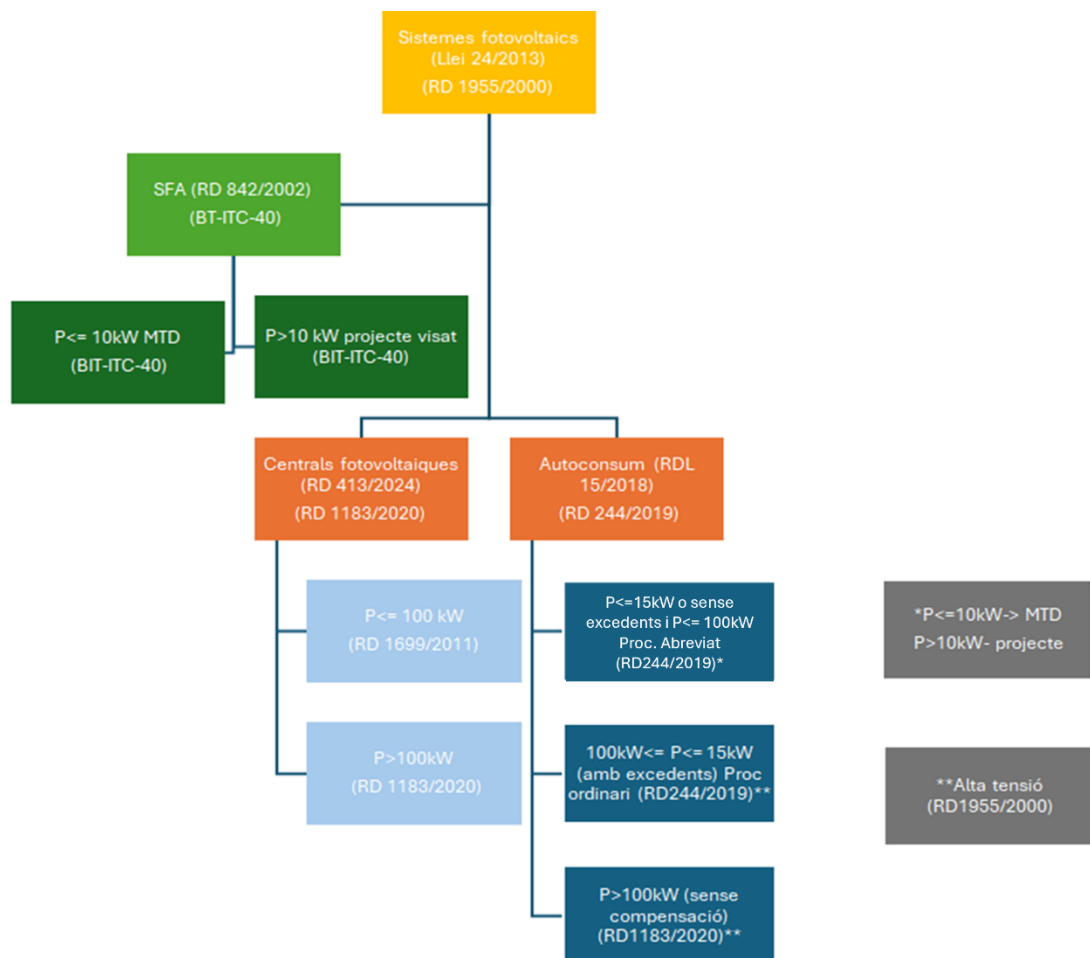 Sistemes fotovoltaics
(Llei 24/2013)
(RD 1955/2000)
SFA (RD 842/2002)
(BT-ITC-40)
P<= 10kW MTD
(BIT-ITC-40)
P>10 kW projecte visat
(BIT-ITC-40)
Centrals fotovoltaiques
(RD 413/2024)
(RD 1183/2020)
Autoconsum (RDL
15/2018)
(RD 244/2019)
P<= 100 kW
(RD 1699/2011)
P<=15kW o sense
excedents i P<= 100kW
Proc. Abreviat
(RD244/2019)*
*P<=10kW-> MTD
P>10kW- projecte
P>100kW
(RD 1183/2020)
100kW<= P<= 15kW
(amb excedents) Proc
ordinari (RD244/2019)**
**Alta tensió
(RD1955/2000)
P>100kW (sense
compensació)
(RD1183/2020)**